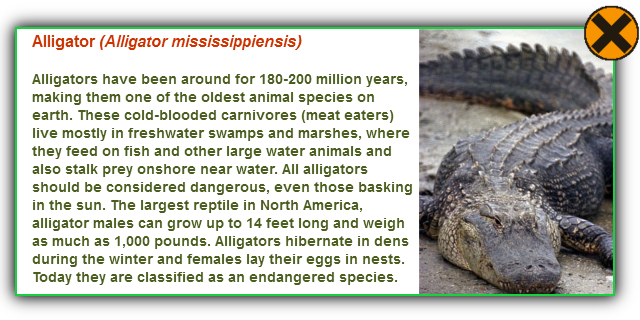 Alligator (Alligator mississippiensis)
Alligators have been around for 180-200 million years,
making them one of the oldest animal species on
earth. These cold-blooded carnivores (meat eaters)
live mostly in freshwater swamps and marshes, where
they feed on fish and other large water animals and
also stalk prey onshore near water. All alligators
should be considered dangerous, even those basking
in the sun. The largest reptile in North America,
alligator males can grow up to 14 feet long and weigh
as much as 1,000 pounds. Alligators hibernate in dens
during the winter and females lay their eggs in nests.
Today they are classified as an endangered species.